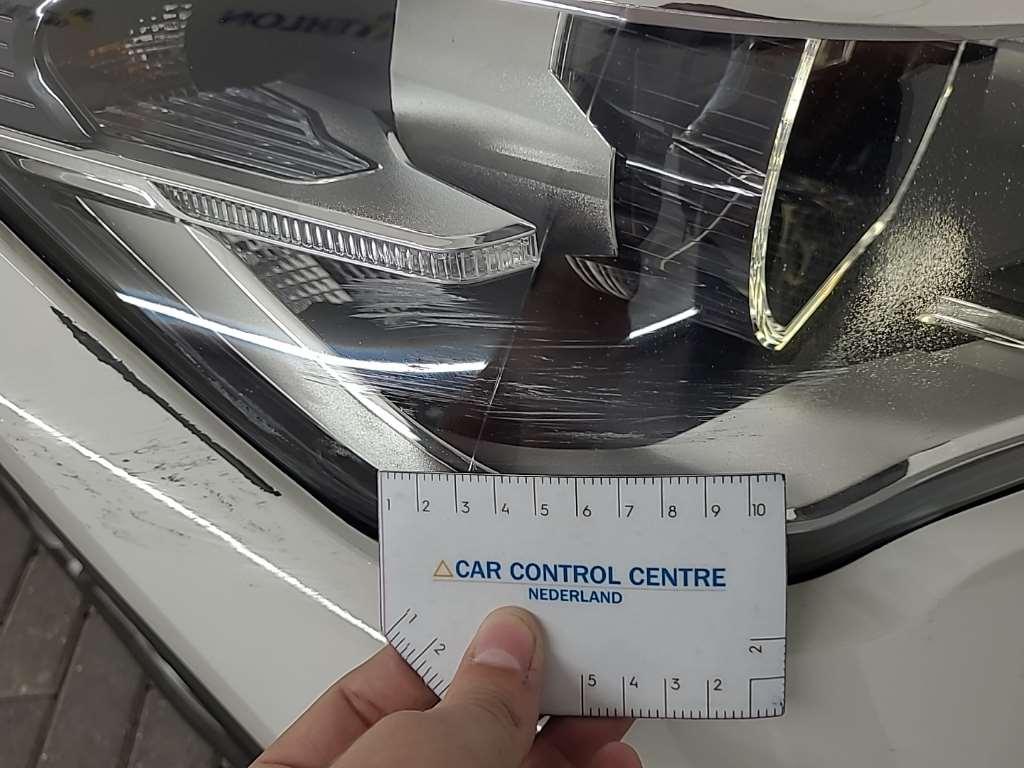 ATHLON
1 2 3 4 5 6 7 8 9 10
CAR CONTROL CENTRE
NEDERLAND
1
2
2
5 4 3 2